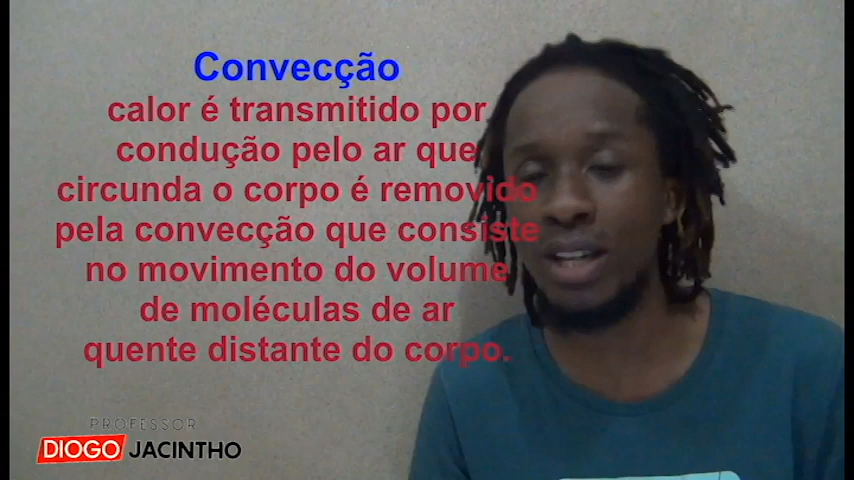 Convecção
calor é transmitido por
condução pelo ar que
circunda o corpo é removido
pela convecção que consiste
no movimento do volume
de moléculas de ar
quente distante do corpo.
PROFESSOR
DIOGO JACINTHO